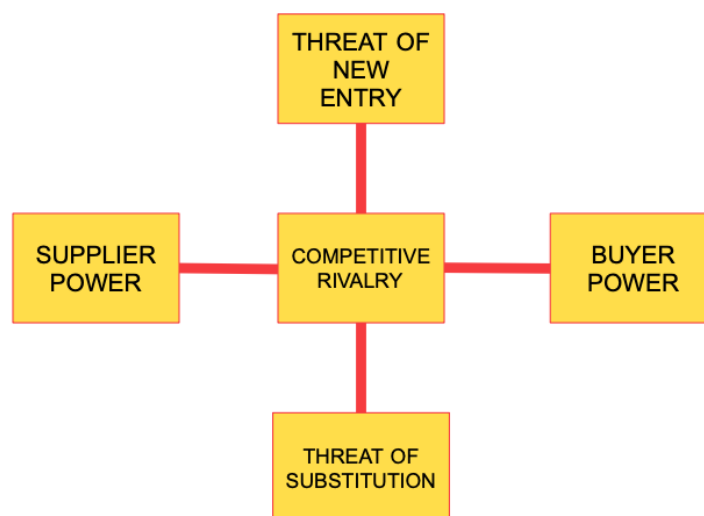 THREAT OF
NEW
ENTRY
SUPPLIER
POWER
COMPETITIVE
RIVALRY
BUYER
POWER
THREAT OF
SUBSTITUTION